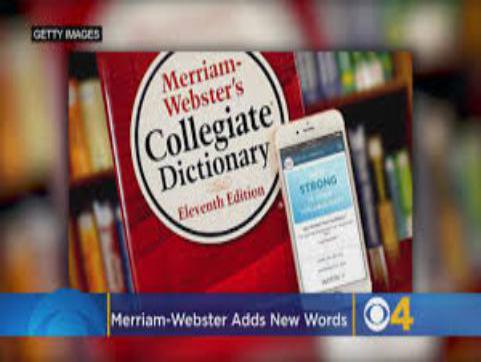 GETTY IMAGES
Merriam-
Webster's
Collegiate
Dictionary
Eleventh Edition
STRONG
Merriam-Webster Adds New Words
4